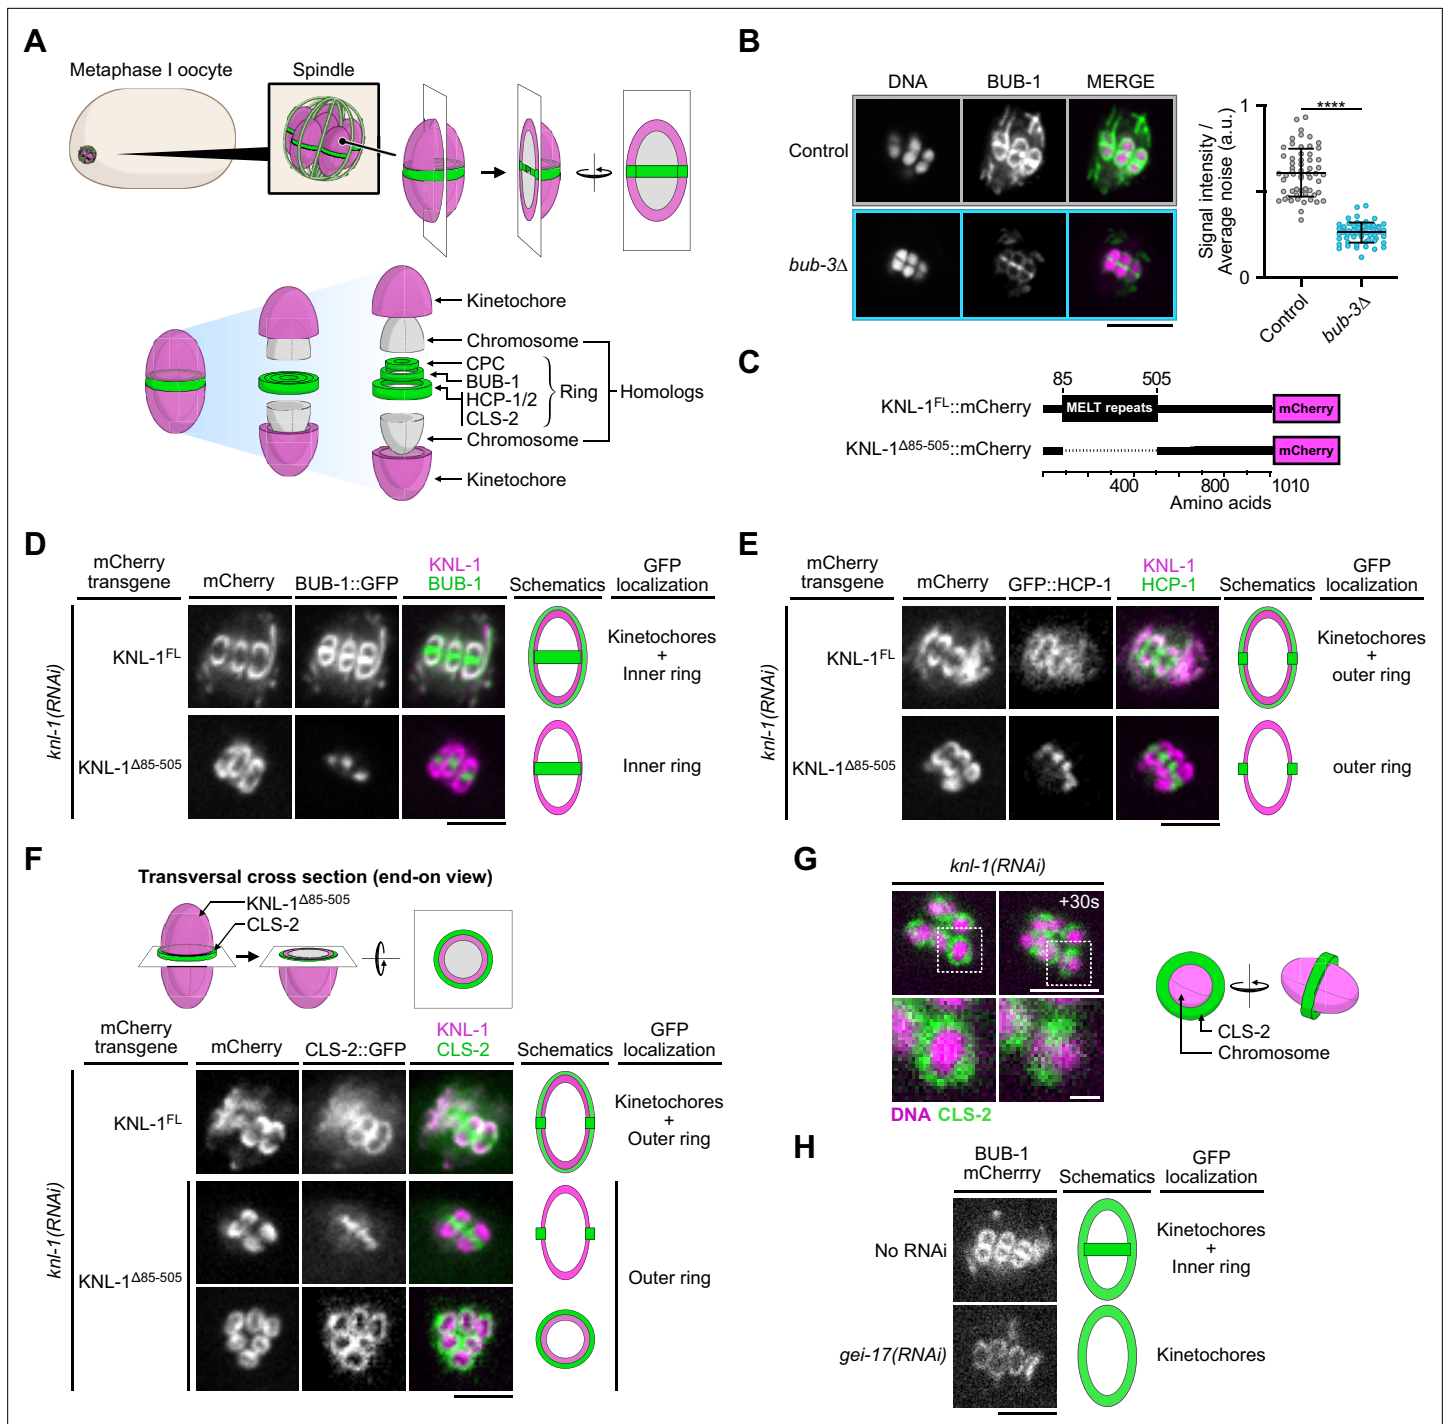 A
Metaphase I oocyte
Spindle
Kinetochore
Chromosome
CPC
BUB-1
HCP-1/2
CLS-2
Ring
Homologs
Chromosome
Kinetochore
B
DNA
BUB-1
MERGE
Control
bub-3Δ
Signal intensity /
Average noise (a.u.)
1
0
****
Control
bub-3Δ
C
85
505
KNL-1FL::mCherry
MELT repeats
mCherry
KNL-1Δ85-505::mCherry
mCherry
400
800
1010
Amino acids
D
mCherry
transgene
mCherry
BUB-1::GFP
KNL-1
BUB-1
Schematics
GFP
localization
knl-1(RNAi)
KNL-1FL
Kinetochores
+
Inner ring
KNL-1Δ85-505
Inner ring
E
mCherry
transgene
mCherry
GFP::HCP-1
KNL-1
HCP-1
Schematics
GFP
localization
knl-1(RNAi)
KNL-1FL
Kinetochores
+
outer ring
KNL-1Δ85-505
outer ring
F
Transversal cross section (end-on view)
KNL-1Δ85-505
CLS-2
mCherry
transgene
mCherry
CLS-2::GFP
KNL-1
CLS-2
Schematics
GFP
localization
knl-1(RNAi)
KNL-1FL
Kinetochores
+
Outer ring
KNL-1Δ85-505
Outer ring
G
knl-1(RNAi)
+30s
DNA CLS-2
CLS-2
Chromosome
H
BUB-1
mCherrry
Schematics
GFP
localization
No RNAi
Kinetochores
+
Inner ring
gei-17(RNAi)
Kinetochores